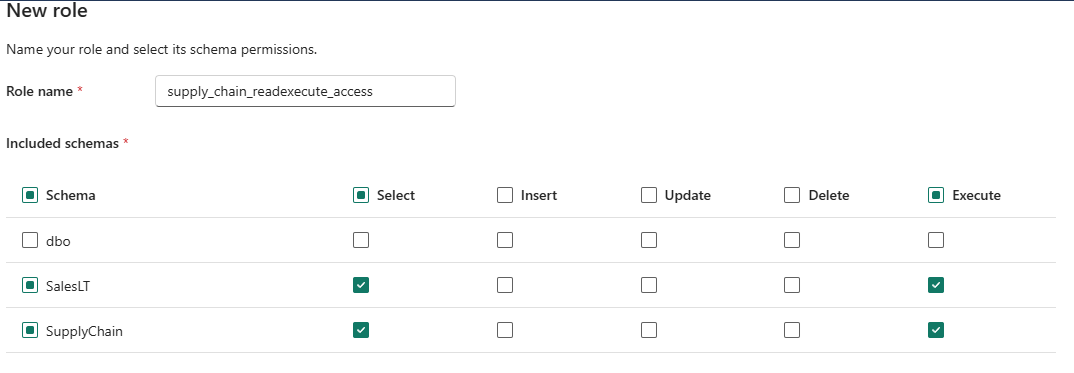 New role
Name your role and select its schema permissions.
Role name * supply_chain_readexecute_access
Included schemas *
Schema Select Insert Update Delete Execute
dbo
SalesLT
SupplyChain